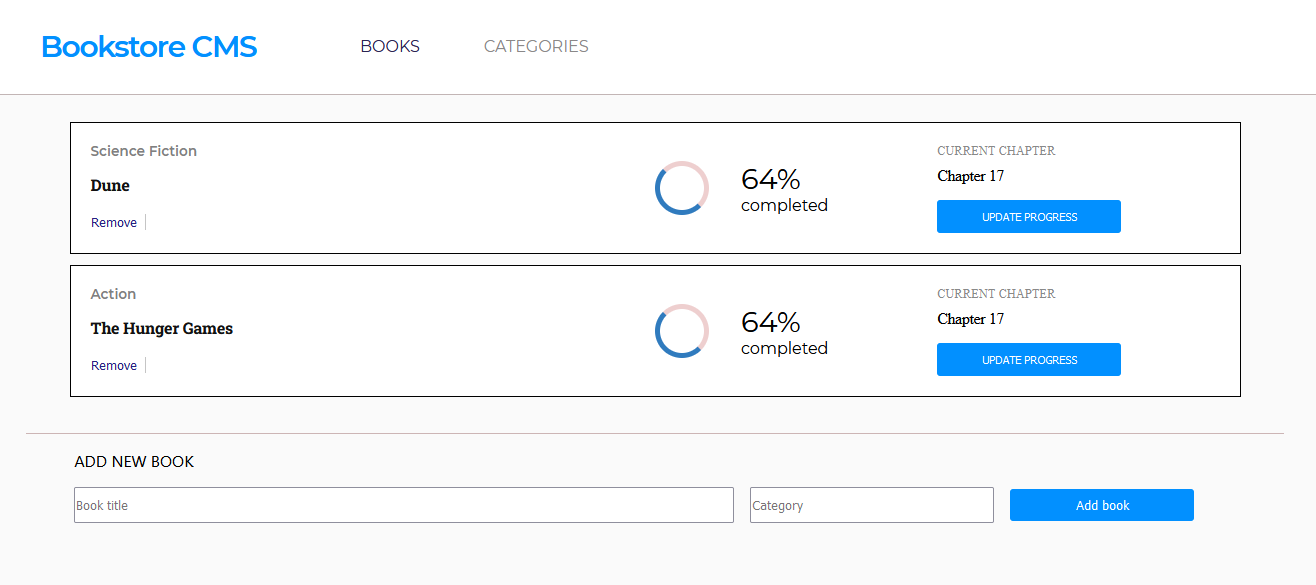 Bookstore CMS BOOKS CATEGORIES
Science Fiction
Dune
Remove
64%
completed
CURRENT CHAPTER
Chapter 17
UPDATE PROGRESS
Action
The Hunger Games
Remove
64%
completed
CURRENT CHAPTER
Chapter 17
UPDATE PROGRESS
ADD NEW BOOK
Book title Category Add book